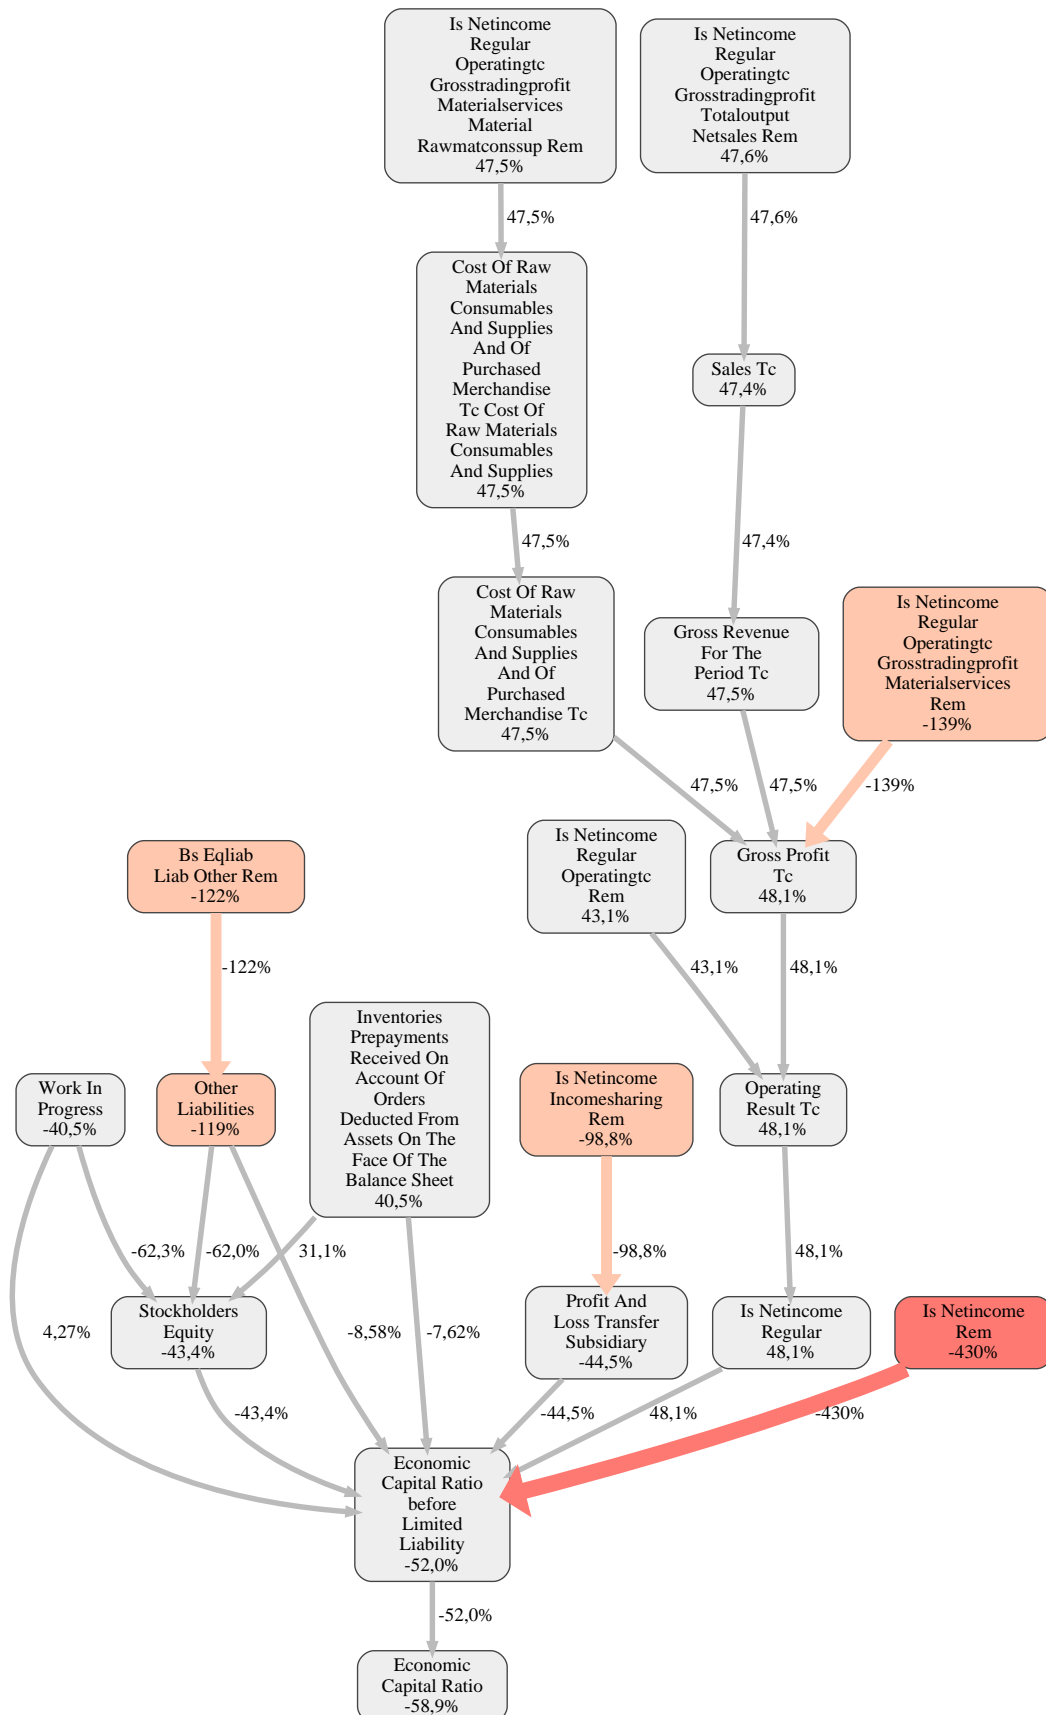 Is Netincome
Regular
Operatingtc
Grosstradingprofit
Materialservices
Material
Rawmatconssup Rem
47,5%
Is Netincome
Regular
Operatingtc
Grosstradingprofit
Totaloutput
Netsales Rem
47,6%
47,5%
47,6%
Cost Of Raw
Materials
Consumables
And Supplies
And Of
Purchased
Merchandise
Tc Cost Of
Raw Materials
Consumables
And Supplies
47,5%
Sales Tc
47,4%
47,5%
47,4%
Cost Of Raw
Materials
Consumables
And Supplies
And Of
Purchased
Merchandise Tc
47,5%
Gross Revenue
For The
Period Tc
47,5%
Is Netincome
Regular
Operatingtc
Grosstradingprofit
Materialservices
Rem
-139%
47,5%
47,5%
-139%
Bs Eqliab
Liab Other Rem
-122%
Is Netincome
Regular
Operatingtc
Rem
43,1%
Gross Profit
Tc
48,1%
-122%
43,1%
48,1%
Work In
Progress
-40,5%
Other
Liabilities
-119%
Inventories
Prepayments
Received On
Account Of
Orders
Deducted From
Assets On The
Face Of The
Balance Sheet
40,5%
Is Netincome
Incomesharing
Rem
-98,8%
Operating
Result Tc
48,1%
-62,3%
-62,0%
31,1%
-98,8%
48,1%
Stockholders
Equity
-43,4%
Profit And
Loss Transfer
Subsidiary
-44,5%
Is Netincome
Regular
48,1%
Is Netincome
Rem
-430%
4,27%
-8,58%
-7,62%
-43,4%
-44,5%
48,1%
-430%
Economic
Capital Ratio
before
Limited
Liability
-52,0%
-52,0%
Economic
Capital Ratio
-58,9%